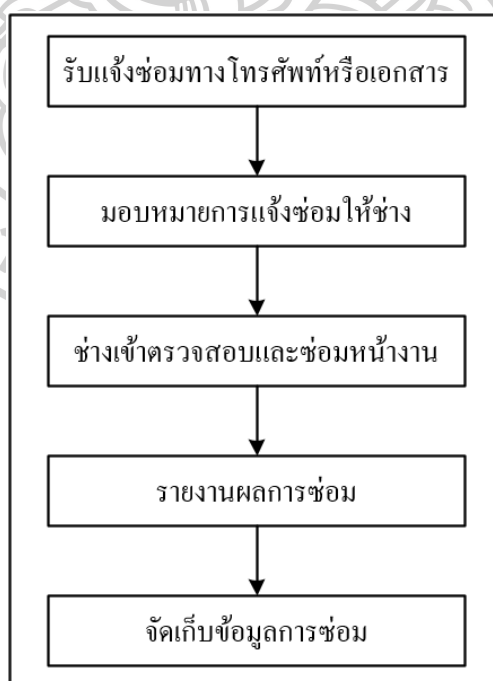 รับแจ้งซ่อมทางโทรศัพท์หรือเอกสาร
มอบหมายการแจ้งซ่อมให้ช่าง
ช่างเข้าตรวจสอบและซ่อมหน้างาน
รายงานผลการซ่อม
จัดเก็บข้อมูลการซ่อม